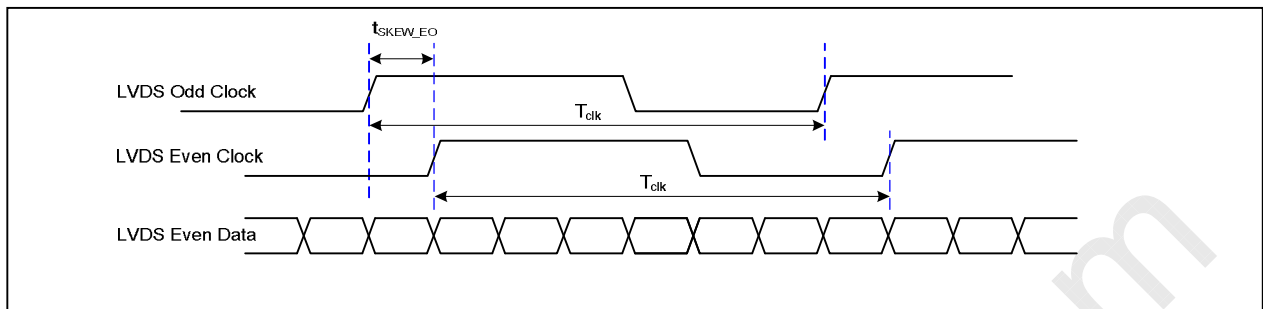 tSKEW_EO
LVDS Odd Clock
Tclk
LVDS Even Clock
Tclk
LVDS Even Data
m